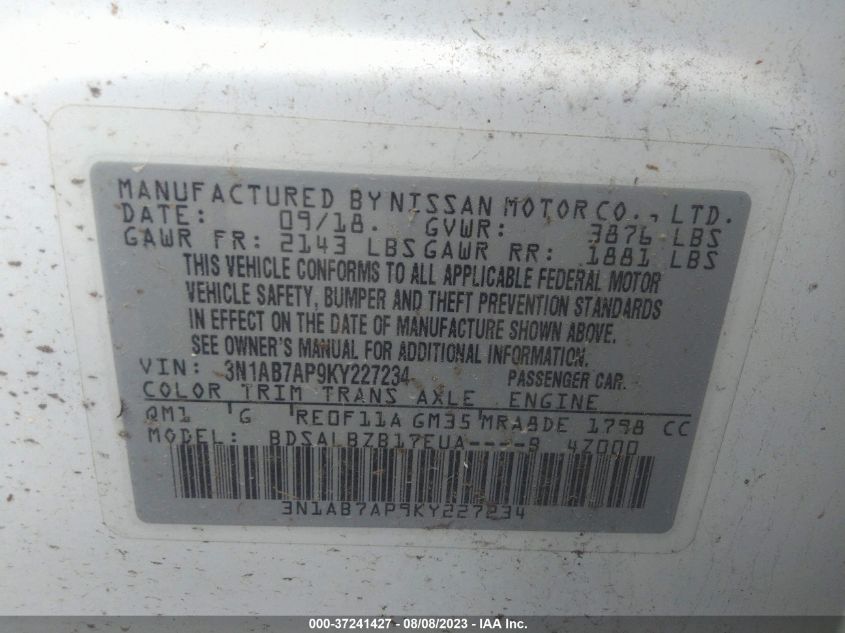 MANUFACTURED BY NISSAN MOTOR CO., LTD.
DATE: 09/18. GVWR: 3876 LBS
GAWR FR: 2143 LBS GAWR RR: 1881 LBS
THIS VEHICLE CONFORMS TO ALL APPLICABLE FEDERAL MOTOR
VEHICLE SAFETY, BUMPER AND THEFT PREVENTION STANDARDS
IN EFFECT ON THE DATE OF MANUFACTURE SHOWN ABOVE.
SEE OWNER'S MANUAL FOR ADDITIONAL INFORMATION.
VIN: 3N1AB7AP9KY227234 PASSENGER CAR.
COLOR TRIM TRANS AXLE ENGINE
QM1 G RE0F11A GM35 MRA8DE 1798 CC
MODEL: BDSALBZB17EUA----B 4Z000
3N1AB7AP9KY227234
000-37241427 - 08/08/2023 - IAA Inc.